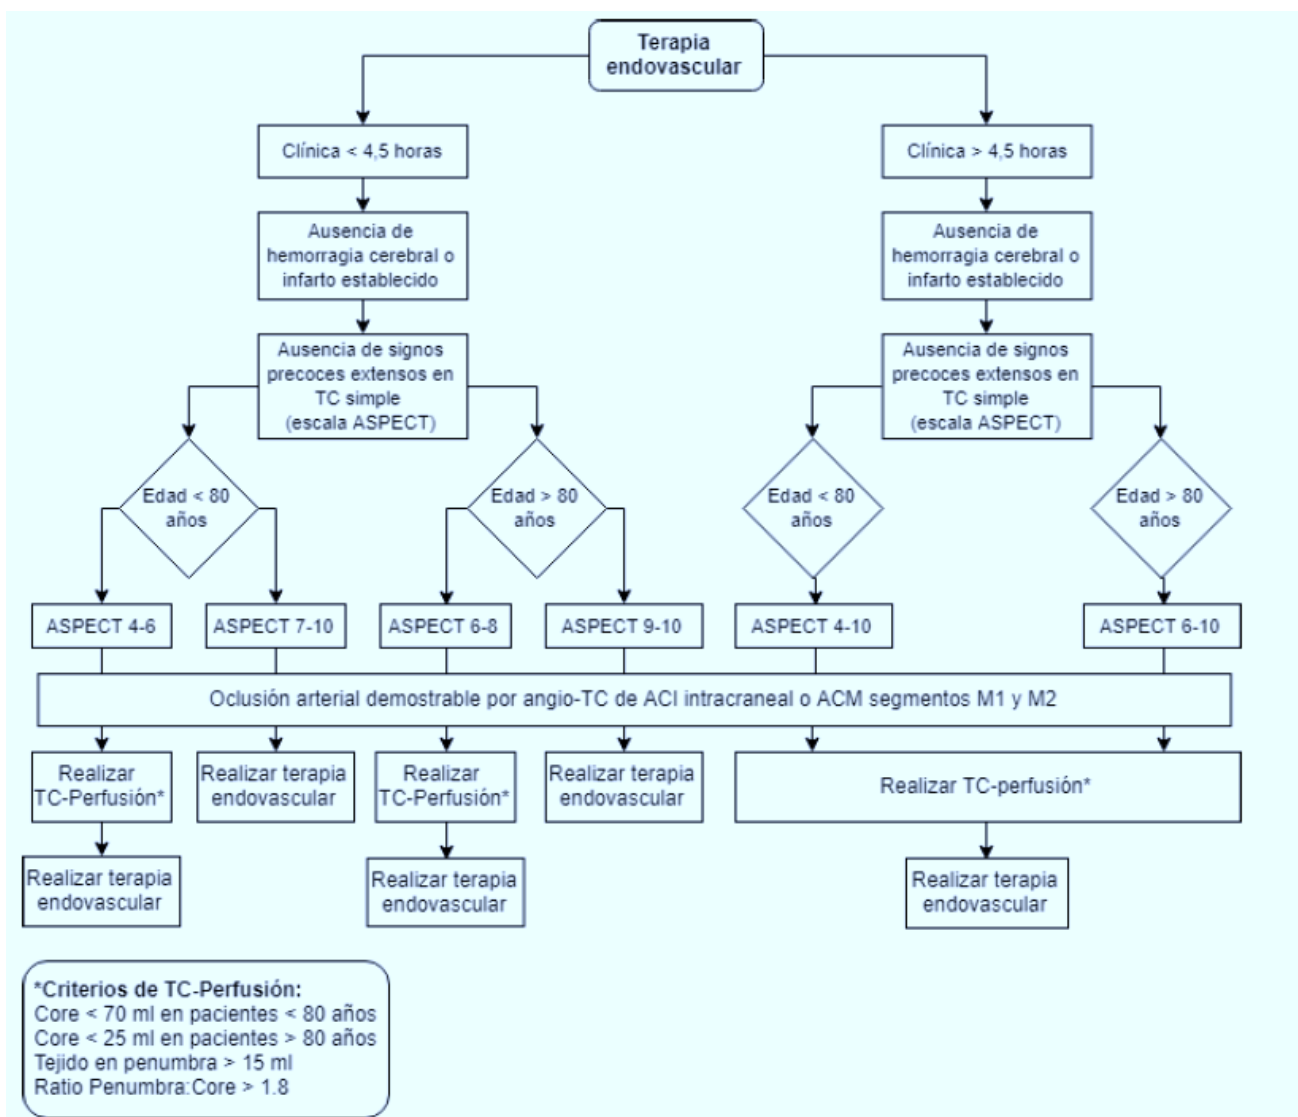 Terapia
endovascular
Clínica < 4,5 horas
Clínica > 4,5 horas
Ausencia de
hemorragia cerebral o
infarto establecido
Ausencia de
hemorragia cerebral o
infarto establecido
Ausencia de signos
precoces extensos en
TC simple
(escala ASPECT)
Ausencia de signos
precoces extensos en
TC simple
(escala ASPECT)
Edad < 80
años
Edad > 80
años
Edad < 80
años
Edad > 80
años
ASPECT 4-6
ASPECT 7-10
ASPECT 6-8
ASPECT 9-10
ASPECT 4-10
ASPECT 6-10
Oclusión arterial demostrable por angio-TC de ACI intracraneal o ACM segmentos M1 y M2
Realizar
TC-Perfusión*
Realizar terapia
endovascular
Realizar
TC-Perfusión*
Realizar terapia
endovascular
Realizar TC-perfusión*
Realizar terapia
endovascular
Realizar terapia
endovascular
Realizar terapia
endovascular
*Criterios de TC-Perfusión:
Core < 70 ml en pacientes < 80 años
Core < 25 ml en pacientes > 80 años
Tejido en penumbra > 15 ml
Ratio Penumbra:Core > 1.8